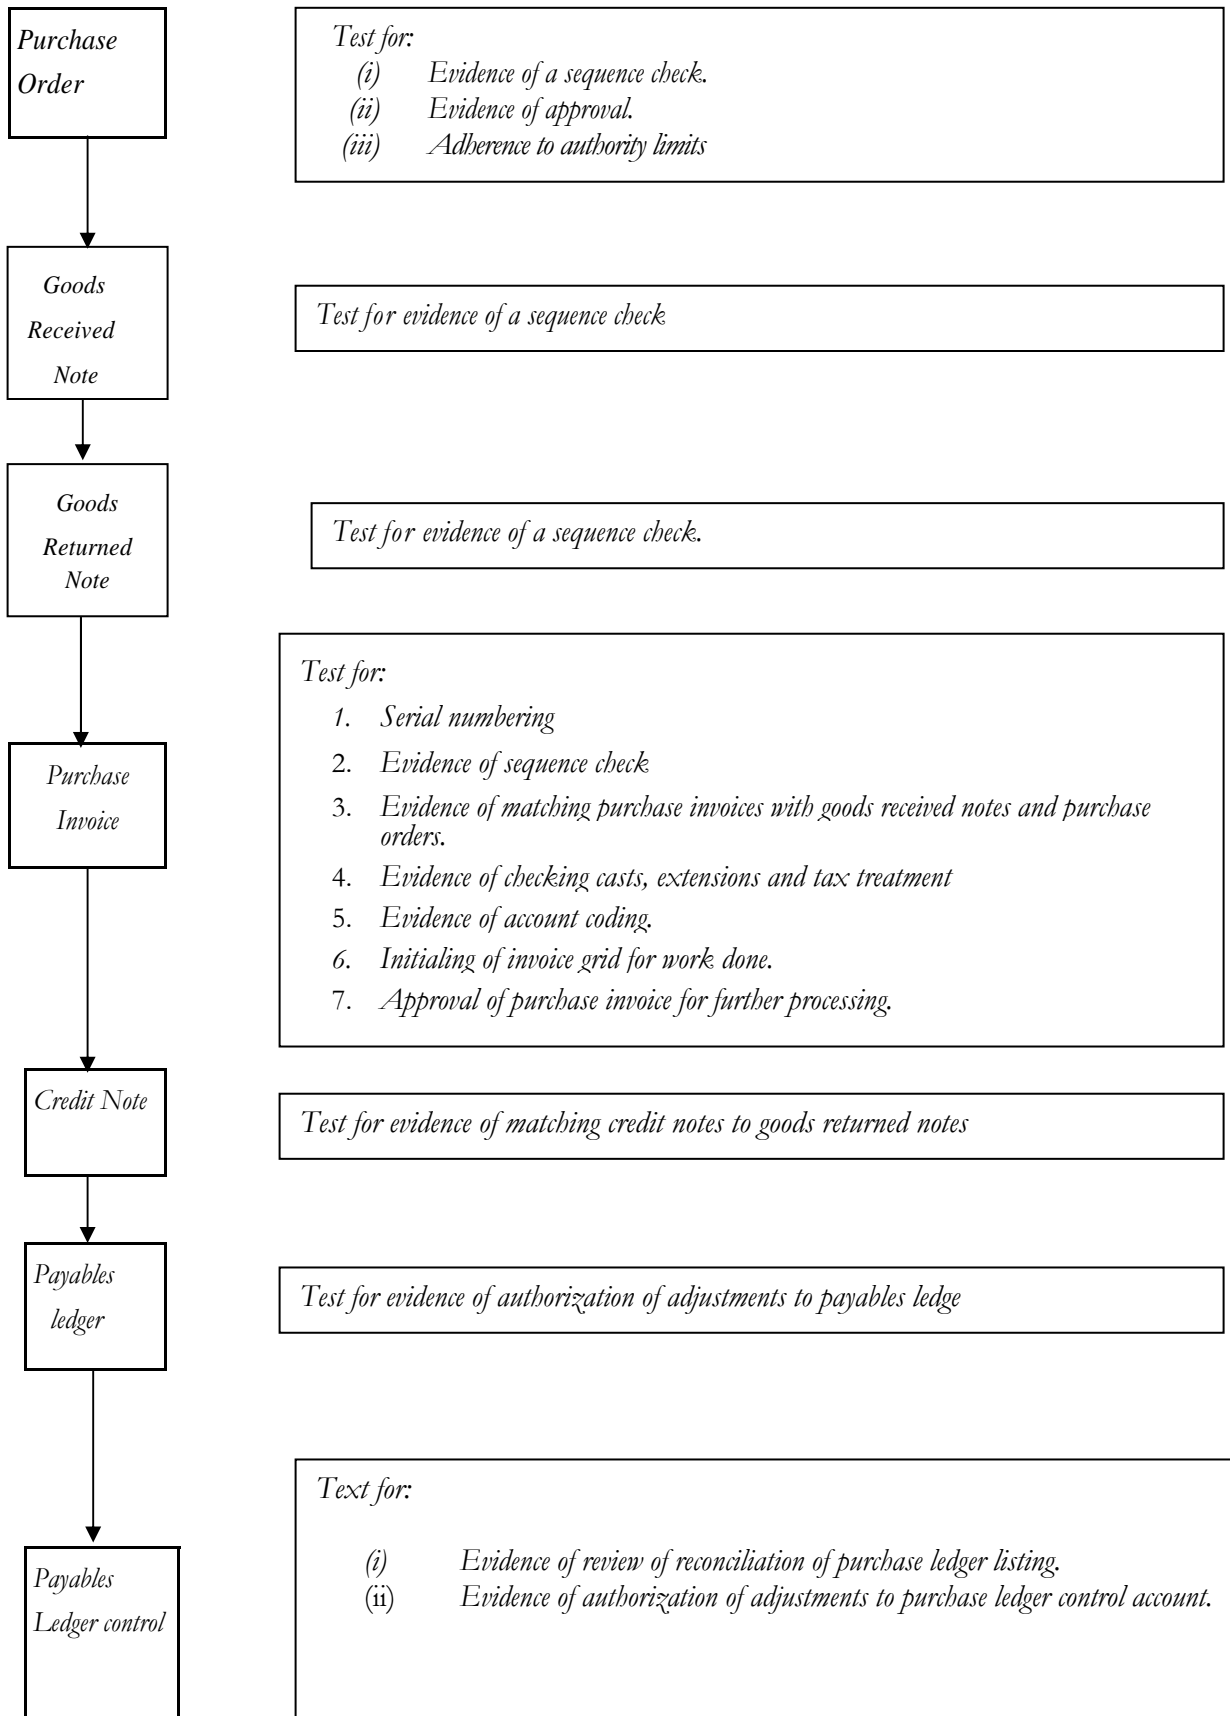 Purchase
Order
Test for:
(i) Evidence of a sequence check.
(ii) Evidence of approval.
(iii) Adherence to authority limits
Goods
Received
Note
Test for evidence of a sequence check
Goods
Returned
Note
Test for evidence of a sequence check.
Purchase
Invoice
Test for:
1. Serial numbering
2. Evidence of sequence check
3. Evidence of matching purchase invoices with goods received notes and purchase
orders.
4. Evidence of checking casts, extensions and tax treatment
5. Evidence of account coding.
6. Initialing of invoice grid for work done.
7. Approval of purchase invoice for further processing.
Credit Note
Test for evidence of matching credit notes to goods returned notes
Payables
ledger
Test for evidence of authorization of adjustments to payables ledge
Payables
Ledger control
Text for:
(i) Evidence of review of reconciliation of purchase ledger listing.
(ii) Evidence of authorization of adjustments to purchase ledger control account.